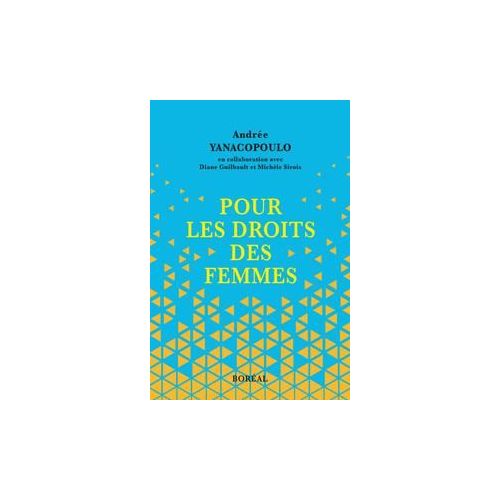 Andrée
YANACOPOULO
en collaboration avec
Diane Guilbault et Michèle Sirois
POUR
LES DROITS
DES
FEMMES
BORÉAL